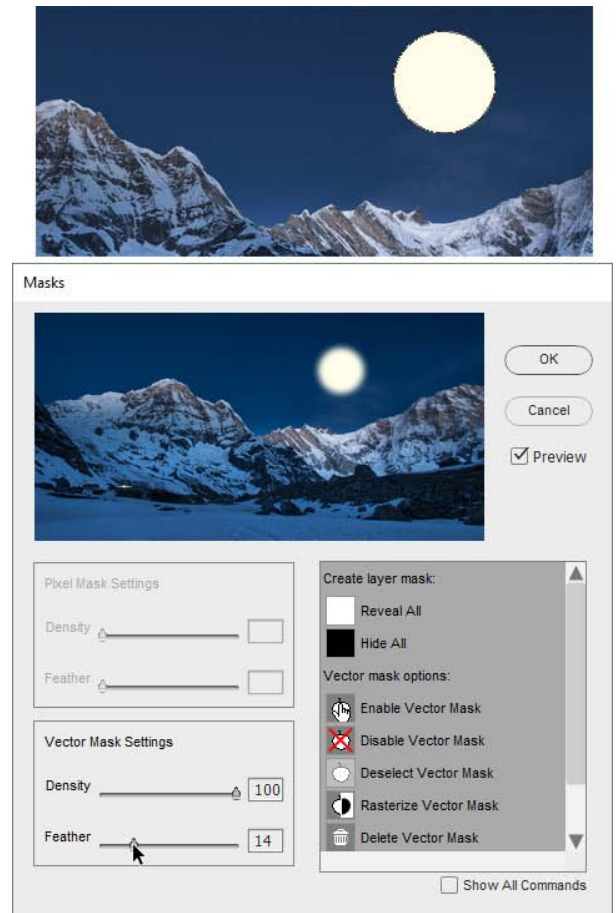 Masks
OK
Cancel
Preview
Pixel Mask Settings
Density
Feather
Vector Mask Settings
Density 100
Feather 14
Create layer mask:
Reveal All
Hide All
Vector mask options:
Enable Vector Mask
Disable Vector Mask
Deselect Vector Mask
Rasterize Vector Mask
Delete Vector Mask
Show All Commands